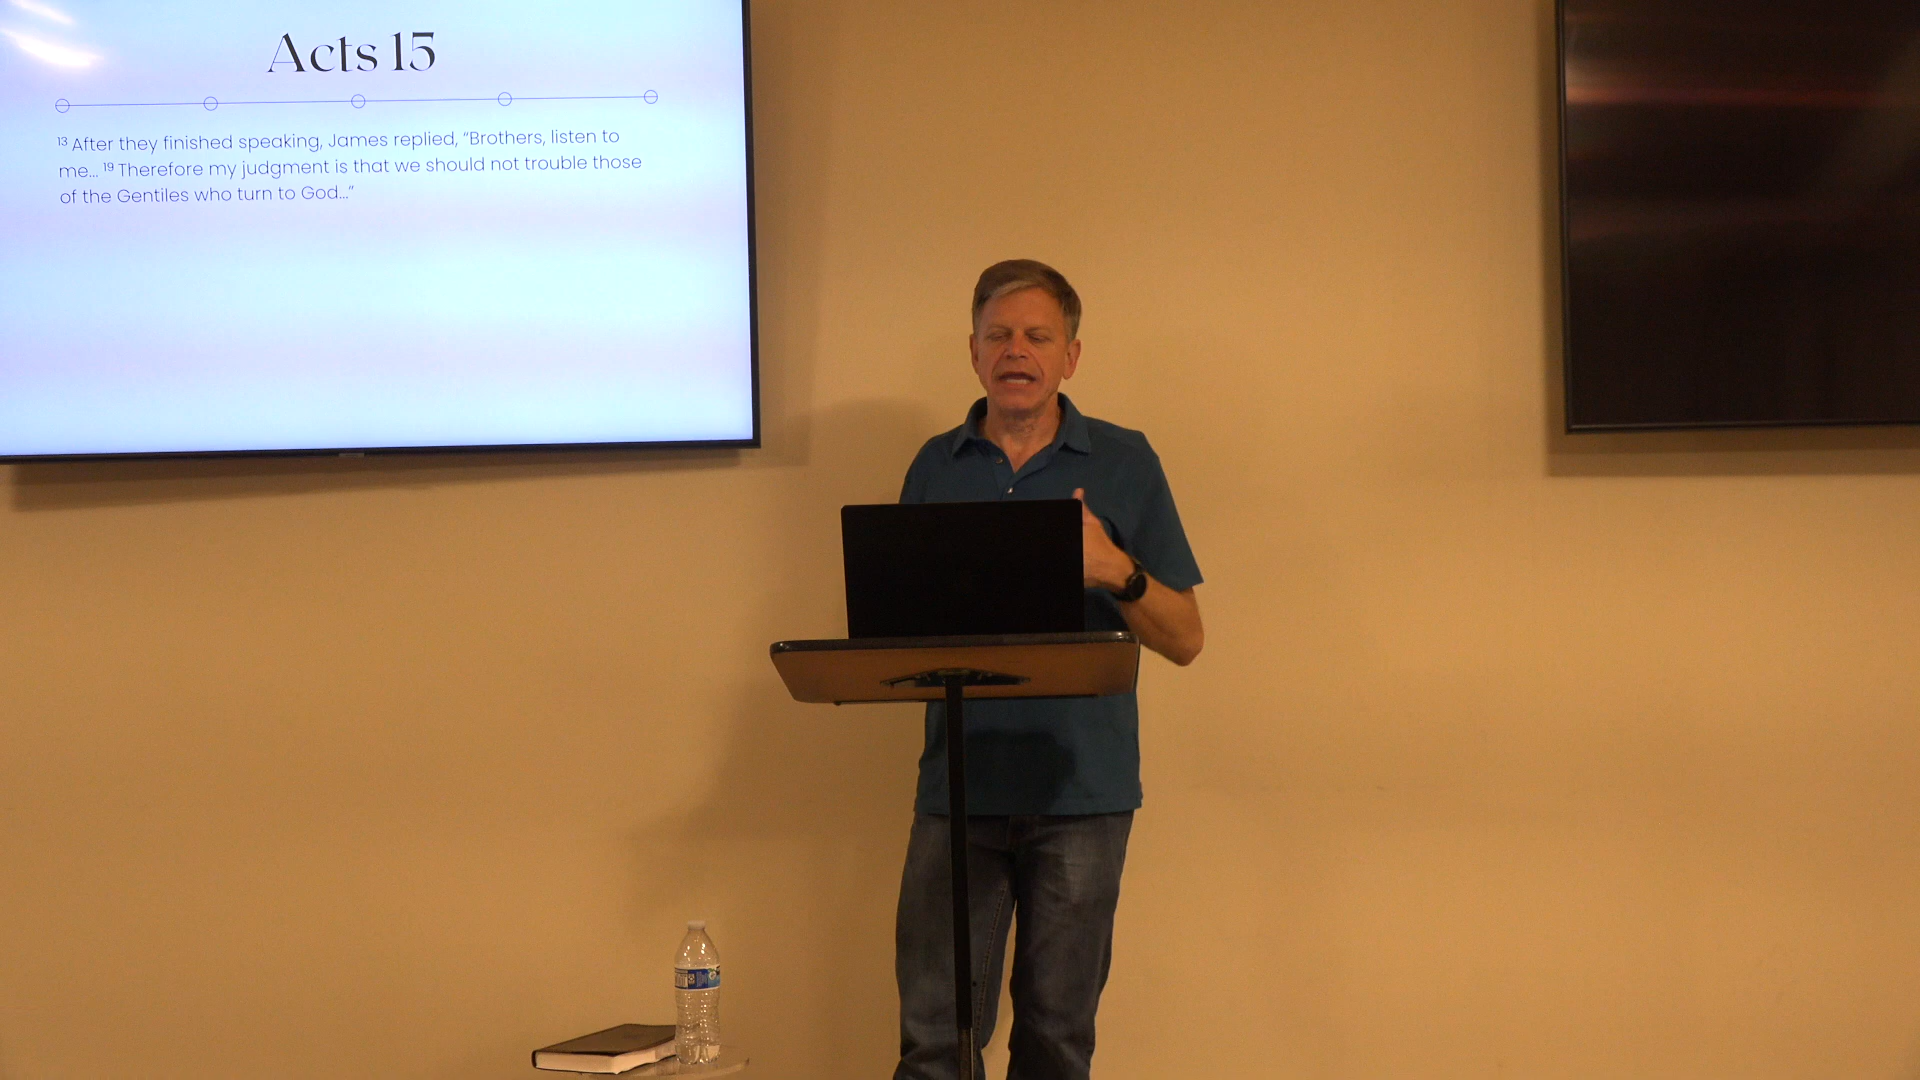 Acts 15
¹³ After they finished speaking, James replied, “Brothers, listen to
me... ¹⁹ Therefore my judgment is that we should not trouble those
of the Gentiles who turn to God...”